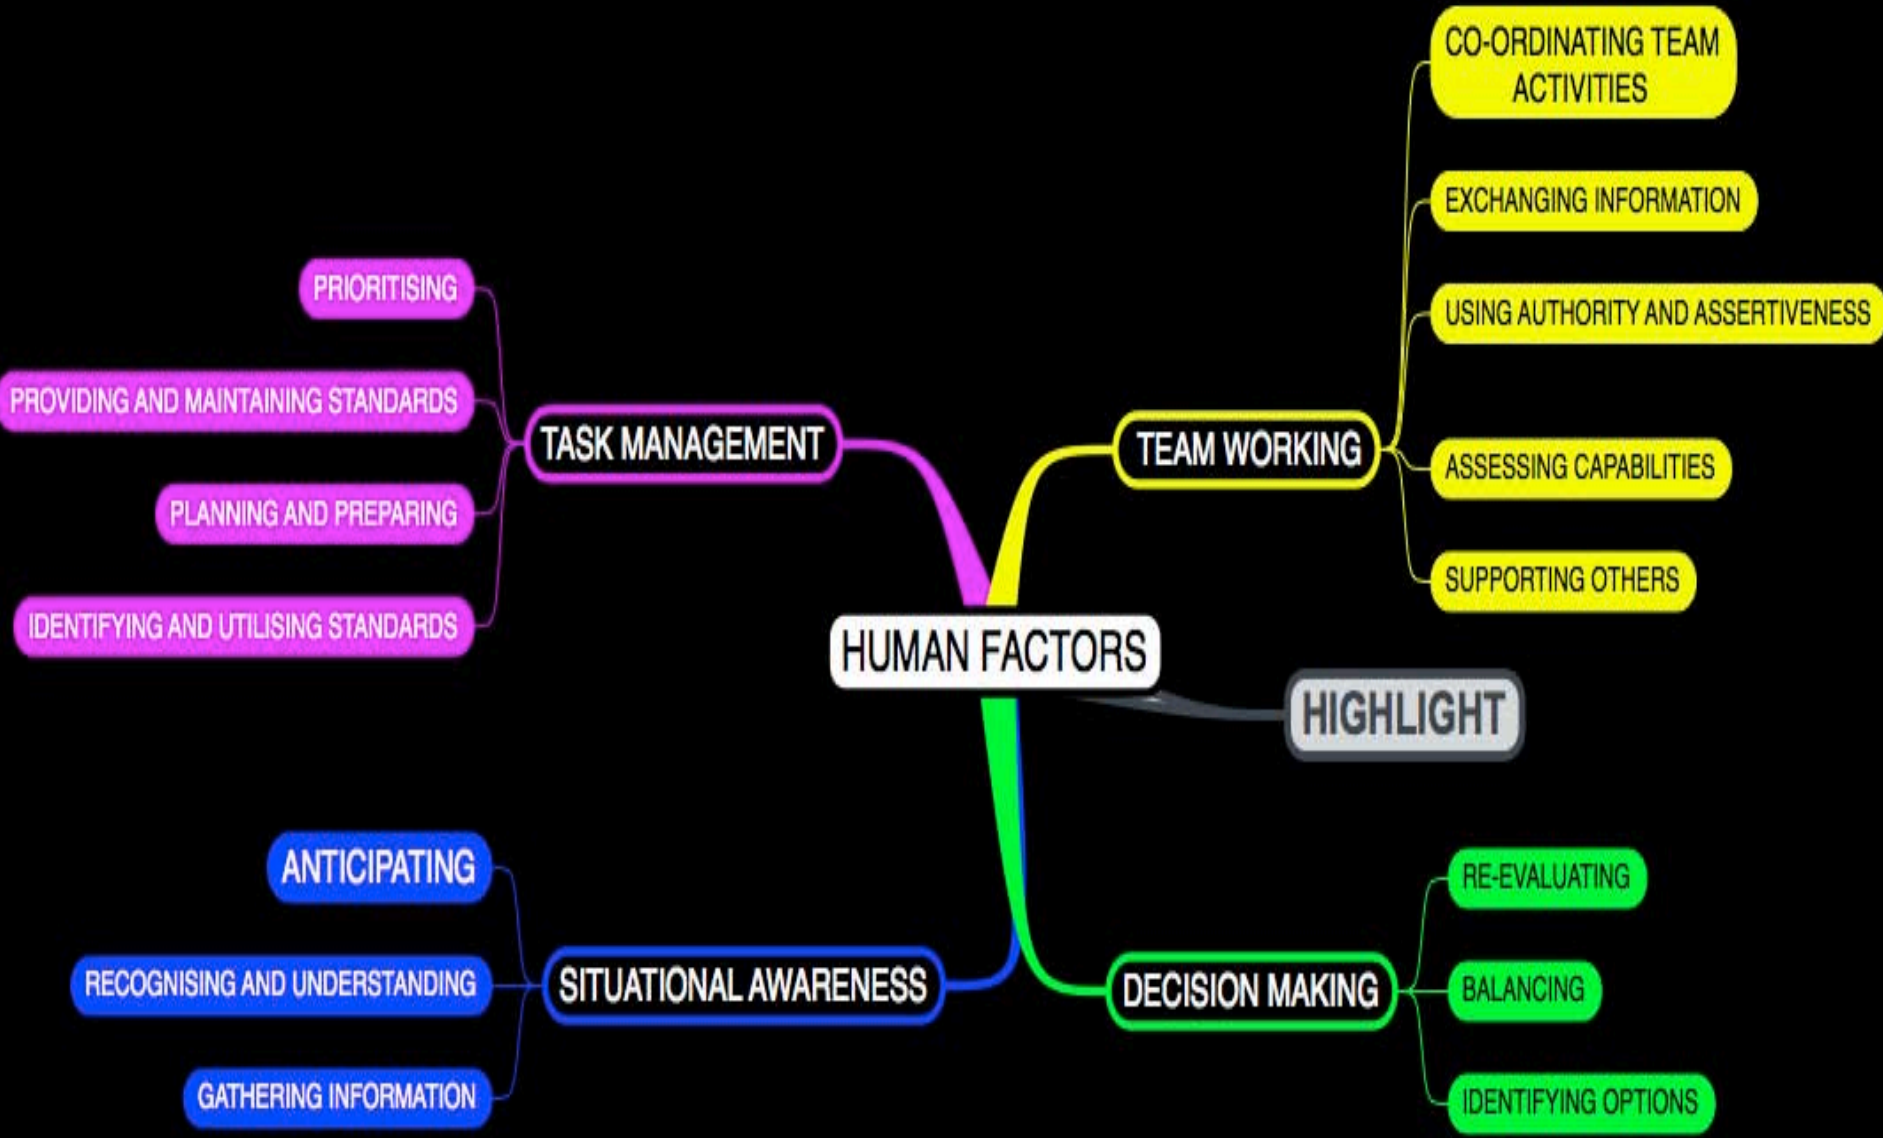 CO-ORDINATING TEAM
ACTIVITIES
EXCHANGING INFORMATION
USING AUTHORITY AND ASSERTIVENESS
ASSESSING CAPABILITIES
SUPPORTING OTHERS
TEAM WORKING
PRIORITISING
PROVIDING AND MAINTAINING STANDARDS
PLANNING AND PREPARING
IDENTIFYING AND UTILISING STANDARDS
TASK MANAGEMENT
HUMAN FACTORS
HIGHLIGHT
ANTICIPATING
RECOGNISING AND UNDERSTANDING
GATHERING INFORMATION
SITUATIONAL AWARENESS
DECISION MAKING
RE-EVALUATING
BALANCING
IDENTIFYING OPTIONS